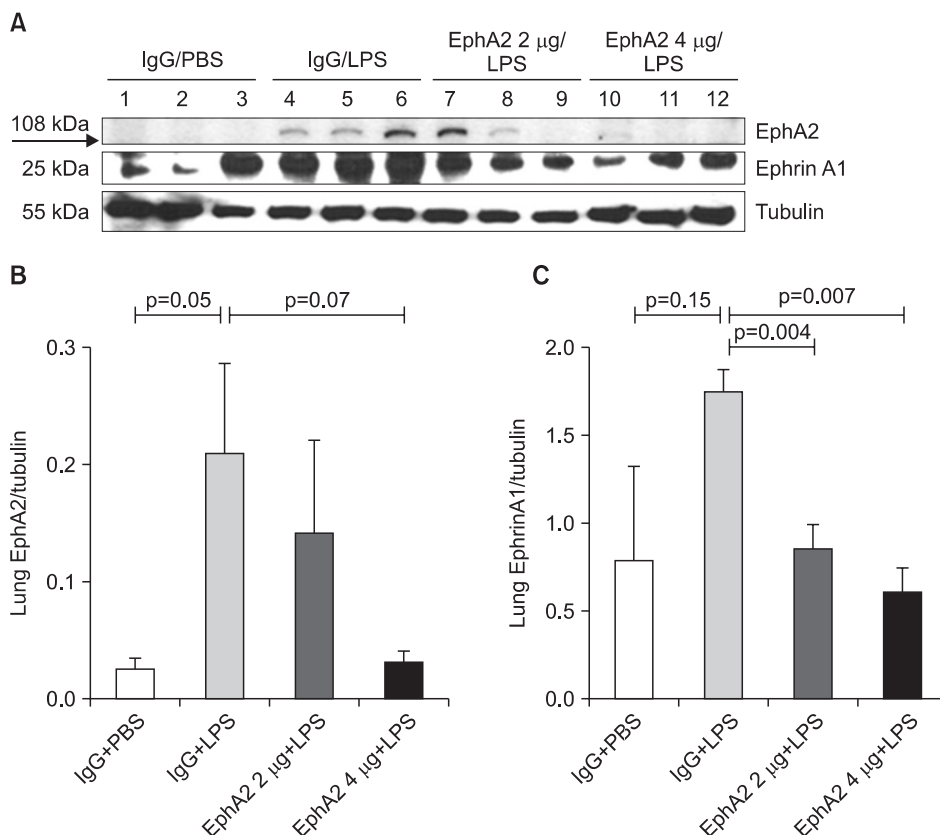 A
IgG/PBS IgG/LPS EphA2 2 μg/ LPS EphA2 4 μg/ LPS
1 2 3 4 5 6 7 8 9 10 11 12
108 kDa EphA2
25 kDa Ephrin A1
55 kDa Tubulin
B
p=0.05 p=0.07
0.3
0.2
0.1
0.0
Lung EphA2/tubulin
IgG+PBS
IgG+LPS
EphA2 2 μg+LPS
EphA2 4 μg+LPS
C
p=0.15 p=0.007
p=0.004
2.0
1.5
1.0
0.5
0.0
Lung EphrinA1/tubulin
IgG+PBS
IgG+LPS
EphA2 2 μg+LPS
EphA2 4 μg+LPS